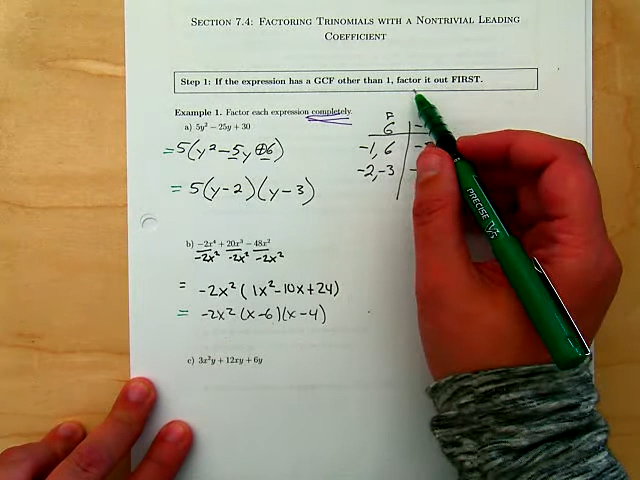 SECTION 7.4: FACTORING TRINOMIALS WITH A NONTRIVIAL LEADING
COEFFICIENT
Step 1: If the expression has a GCF other than 1, factor it out FIRST.
Example 1. Factor each expression completely.
a) 5y² − 25y + 30
F
6
= 5(y² − 5y + 6)
-1, 6
= 5(y − 2)(y − 3)
-2, -3
b) −2x⁴ + 20x³ − 48x²
-2x² -2x² -2x²
= -2x² (1x² - 10x + 24)
= -2x² (x - 6)(x - 4)
c) 3x²y + 12xy + 6y
PRECISE V5